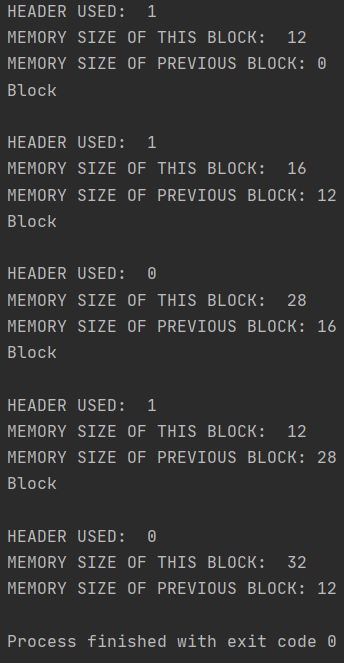 HEADER USED:  1
MEMORY SIZE OF THIS BLOCK:  12
MEMORY SIZE OF PREVIOUS BLOCK: 0
Block
HEADER USED:  1
MEMORY SIZE OF THIS BLOCK:  16
MEMORY SIZE OF PREVIOUS BLOCK: 12
Block
HEADER USED:  0
MEMORY SIZE OF THIS BLOCK:  28
MEMORY SIZE OF PREVIOUS BLOCK: 16
Block
HEADER USED:  1
MEMORY SIZE OF THIS BLOCK:  12
MEMORY SIZE OF PREVIOUS BLOCK: 28
Block
HEADER USED:  0
MEMORY SIZE OF THIS BLOCK:  32
MEMORY SIZE OF PREVIOUS BLOCK: 12
Process finished with exit code 0